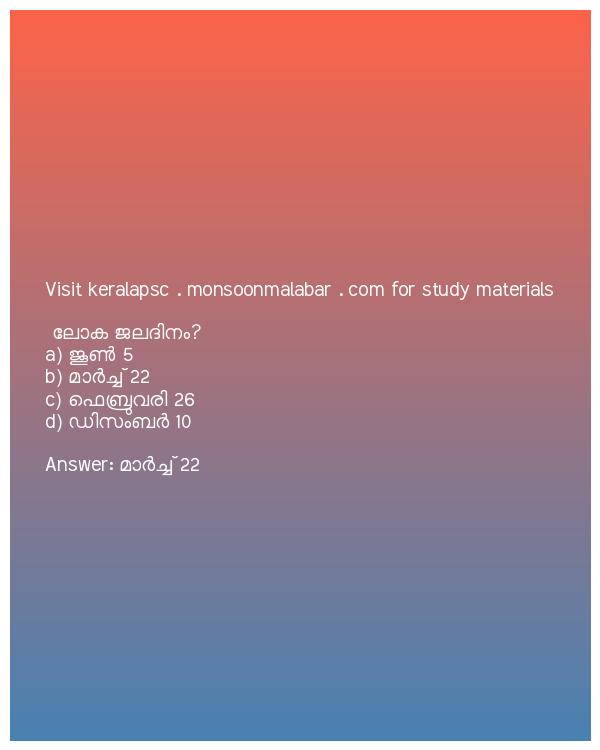 Visit keralapsc . monsoonmalabar . com for study materials
ലോക ജലദിനം?
a) ജൂൺ 5
b) മാർച്ച് 22
c) ഫെബ്രുവരി 26
d) ഡിസംബർ 10
Answer: മാർച്ച് 22